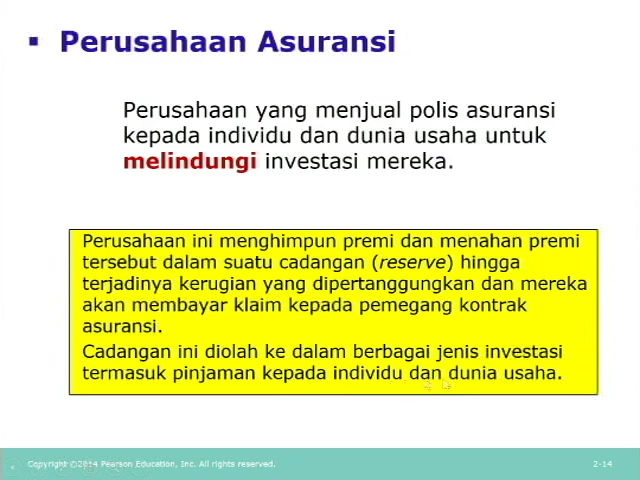 ▪ Perusahaan Asuransi
Perusahaan yang menjual polis asuransi
kepada individu dan dunia usaha untuk
melindungi investasi mereka.
Perusahaan ini menghimpun premi dan menahan premi
tersebut dalam suatu cadangan (reserve) hingga
terjadinya kerugian yang dipertanggungkan dan mereka
akan membayar klaim kepada pemegang kontrak
asuransi.
Cadangan ini diolah ke dalam berbagai jenis investasi
termasuk pinjaman kepada individu dan dunia usaha.
Copyright ©2014 Pearson Education, Inc. All rights reserved.
2-14